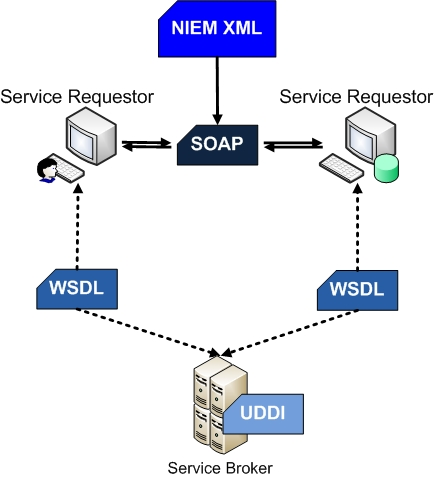 NIEM XML
Service Requestor
Service Requestor
SOAP
WSDL
WSDL
UDDI
Service Broker